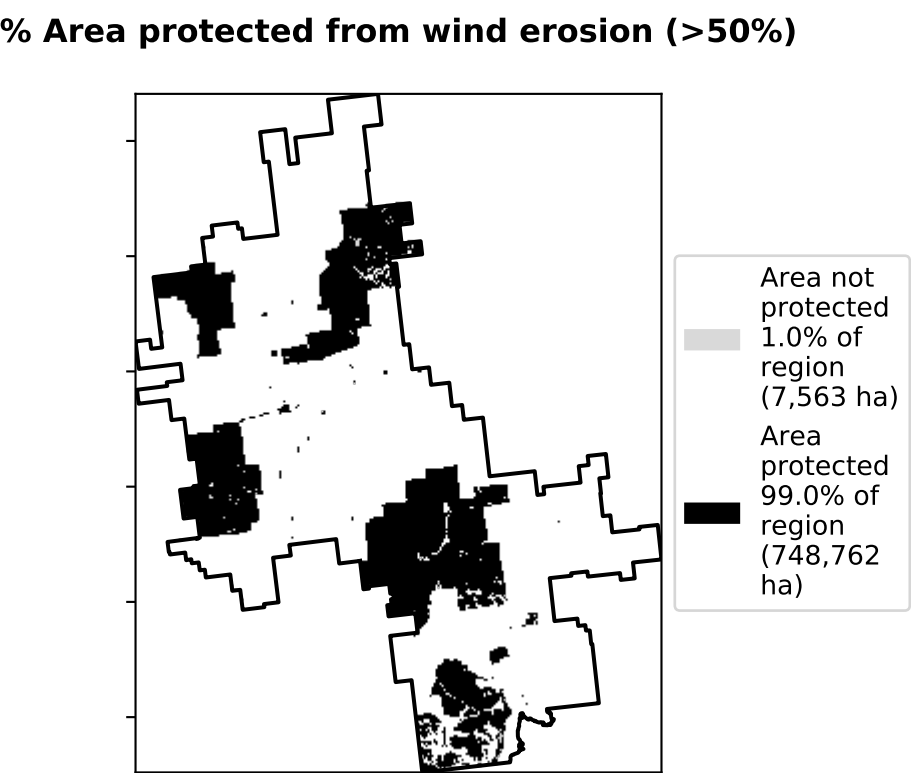 % Area protected from wind erosion (>50%)
Area not
protected
1.0% of
region
(7,563 ha)
Area
protected
99.0% of
region
(748,762
ha)